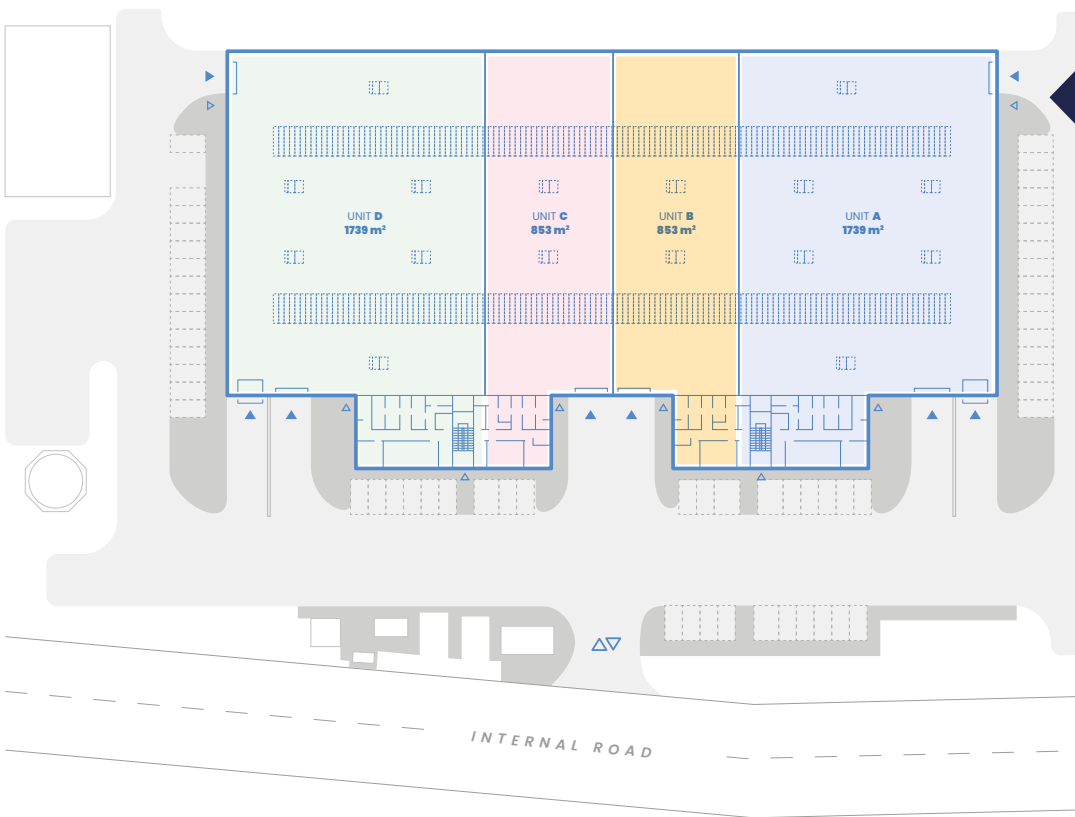 UNIT D
1739 m²
UNIT C
853 m²
UNIT B
853 m²
UNIT A
1739 m²
INTERNAL ROAD